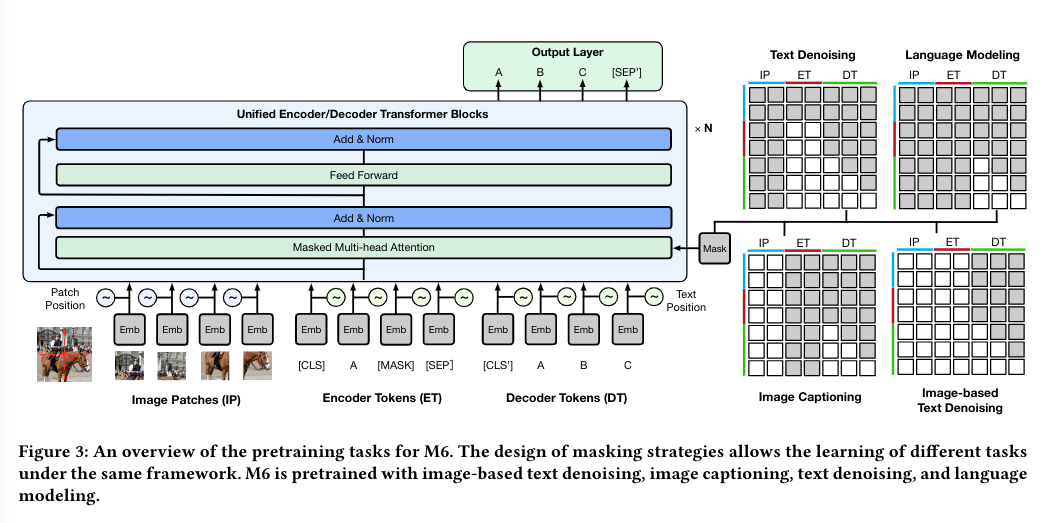 Output Layer
A B C [SEP']
Unified Encoder/Decoder Transformer Blocks
Add & Norm
Feed Forward
Add & Norm
Masked Multi-head Attention
× N
Mask
Patch
Position
~ ~ ~ ~ ~ ~ ~ ~ ~ ~ ~ ~
Text
Position
Emb Emb Emb Emb Emb Emb Emb Emb Emb Emb Emb Emb
[CLS] A [MASK] [SEP] [CLS'] A B C
Image Patches (IP)
Encoder Tokens (ET)
Decoder Tokens (DT)
Text Denoising
IP ET DT
Language Modeling
IP ET DT
IP ET DT
Image Captioning
IP ET DT
Image-based
Text Denoising
Figure 3: An overview of the pretraining tasks for M6. The design of masking strategies allows the learning of different tasks
under the same framework. M6 is pretrained with image-based text denoising, image captioning, text denoising, and language
modeling.